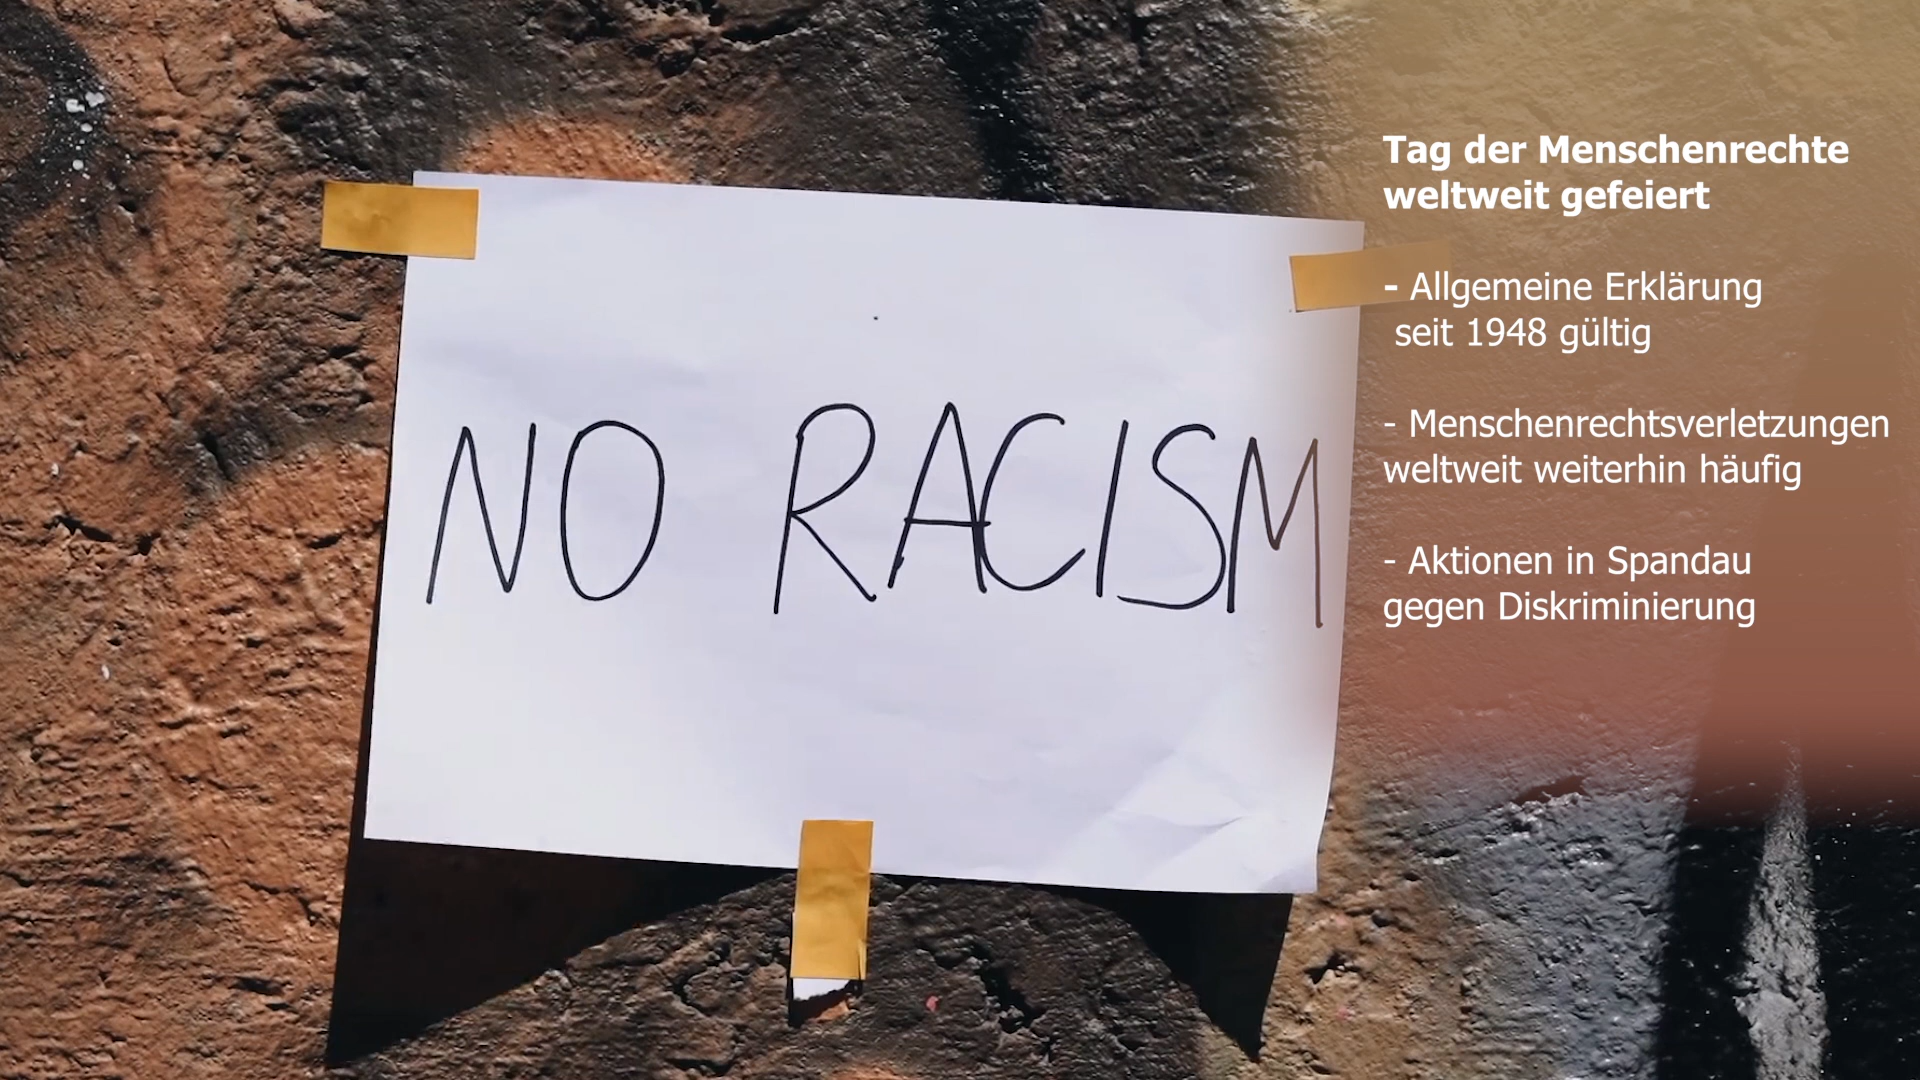 NO RACISM
Tag der Menschenrechte
weltweit gefeiert
- Allgemeine Erklärung
seit 1948 gültig
- Menschenrechtsverletzungen
weltweit weiterhin häufig
- Aktionen in Spandau
gegen Diskriminierung